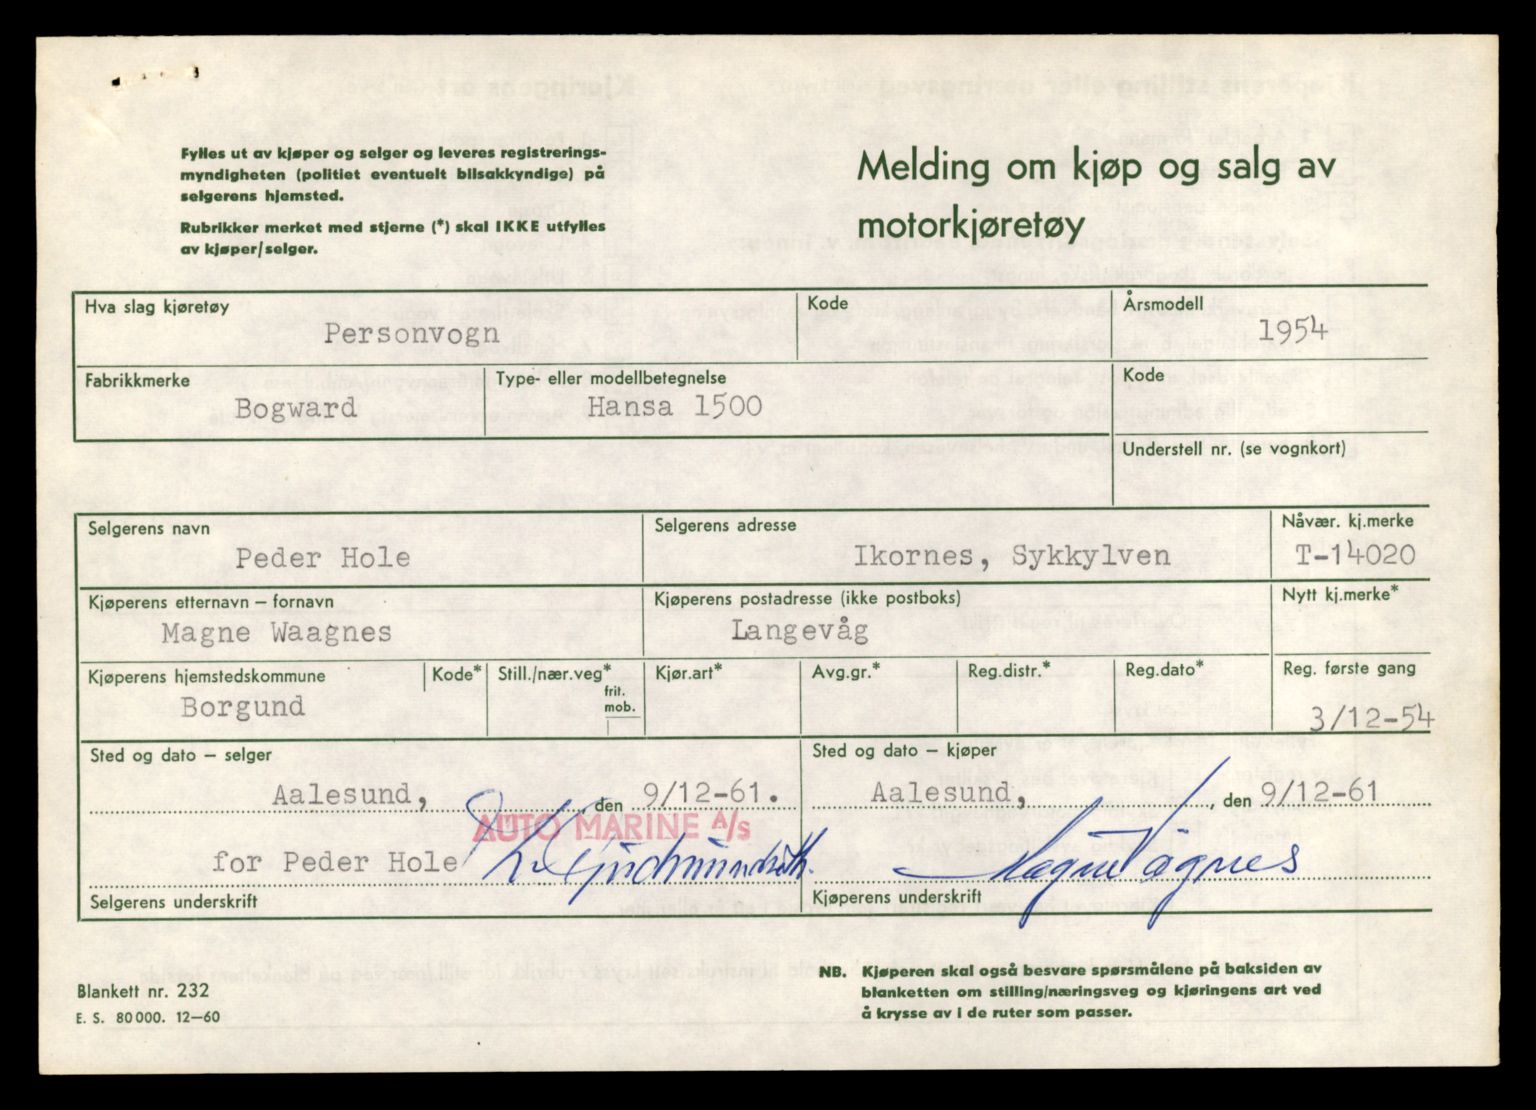 Fylles ut av kjøper og selger og leveres registrerings-
myndigheten (politiet eventuelt bilsakkyndige) på
selgerens hjemsted.
Rubrikker merket med stjerne (*) skal IKKE utfylles
av kjøper/selger.
Melding om kjøp og salg av
motorkjøretøy
Hva slag kjøretøy
Personvogn
Kode
Årsmodell
1954
Fabrikkmerke
Bogward
Type- eller modellbetegnelse
Hansa 1500
Kode
Understell nr. (se vognkort)
Selgerens navn
Peder Hole
Selgerens adresse
Ikornes, Sykkylven
Nåvær. kj.merke
T-14020
Kjøperens etternavn – fornavn
Magne Waagnes
Kjøperens postadresse (ikke postboks)
Langevåg
Nytt kj.merke*
Kjøperens hjemstedskommune
Borgund
Kode*
Still./nær.veg*
frit.
mob.
Kjør.art*
Avg.gr.*
Reg.distr.*
Reg.dato*
Reg. første gang
3/12-54
Sted og dato – selger
Aalesund, , den 9/12-61.
AUTO MARINE A/S
for Peder Hole
Selgerens underskrift
Sted og dato – kjøper
Aalesund, , den 9/12-61
Magne Vågnes
Kjøperens underskrift
Blankett nr. 232
E. S. 80000. 12–60
NB. Kjøperen skal også besvare spørsmålene på baksiden av
blanketten om stilling/næringsveg og kjøringens art ved
å krysse av i de ruter som passer.